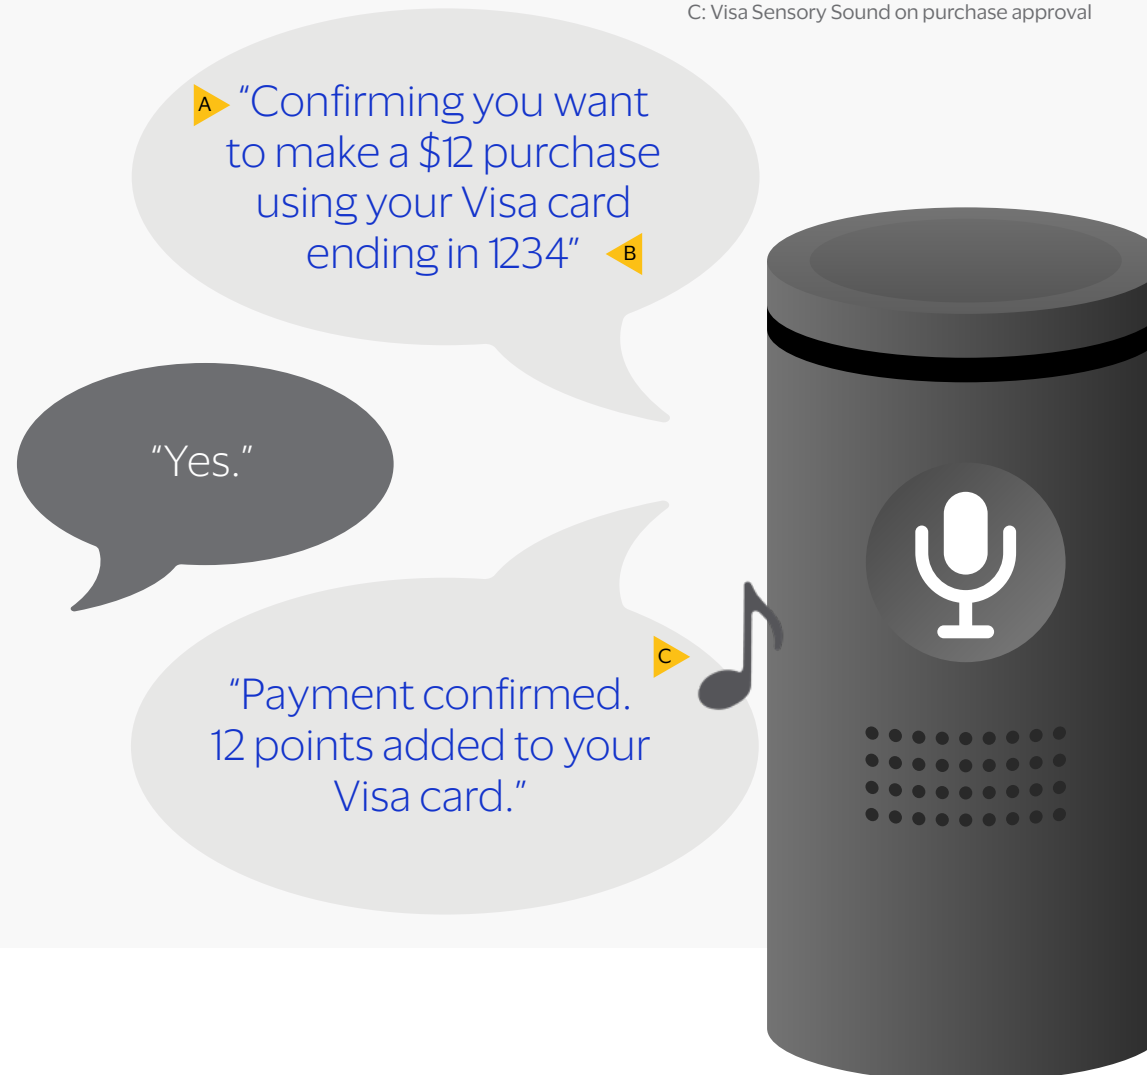 C: Visa Sensory Sound on purchase approval
A
“Confirming you want
to make a $12 purchase
using your Visa card
ending in 1234”
B
“Yes.”
C
“Payment confirmed.
12 points added to your
Visa card.”